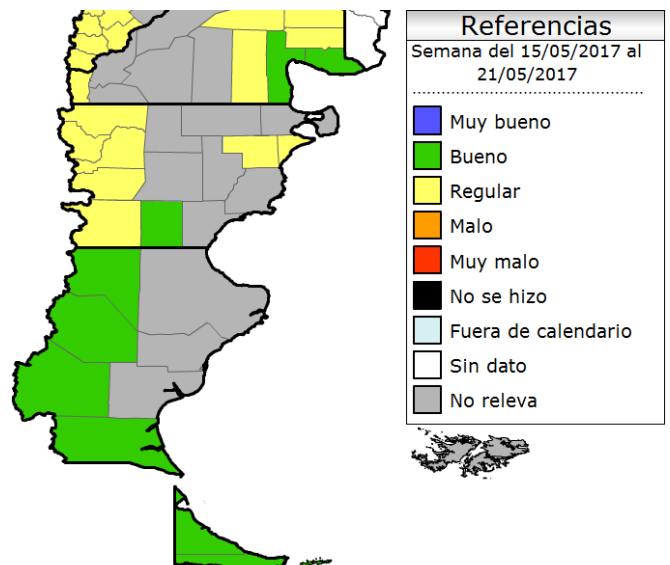 Referencias
Semana del 15/05/2017 al
21/05/2017
Muy bueno
Bueno
Regular
Malo
Muy malo
No se hizo
Fuera de calendario
Sin dato
No releva